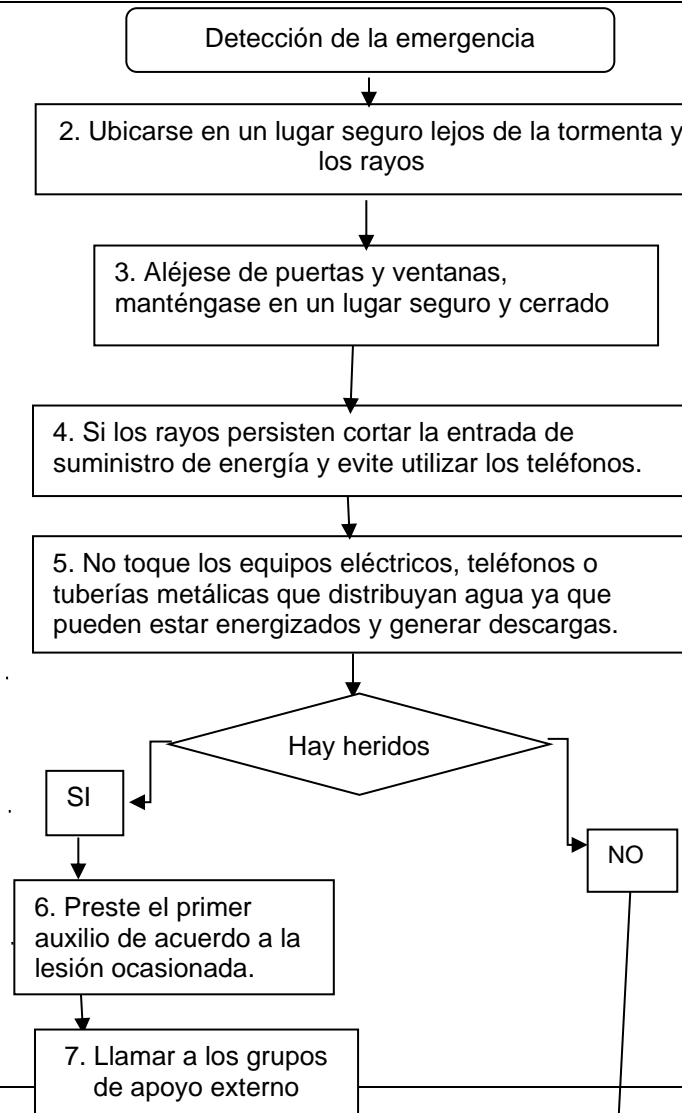 Detección de la emergencia
2. Ubicarse en un lugar seguro lejos de la tormenta y
los rayos
3. Aléjese de puertas y ventanas,
manténgase en un lugar seguro y cerrado
4. Si los rayos persisten cortar la entrada de
suministro de energía y evite utilizar los teléfonos.
5. No toque los equipos eléctricos, teléfonos o
tuberías metálicas que distribuyan agua ya que
pueden estar energizados y generar descargas.
Hay heridos
SI
NO
6. Preste el primer
auxilio de acuerdo a la
lesión ocasionada.
7. Llamar a los grupos
de apoyo externo